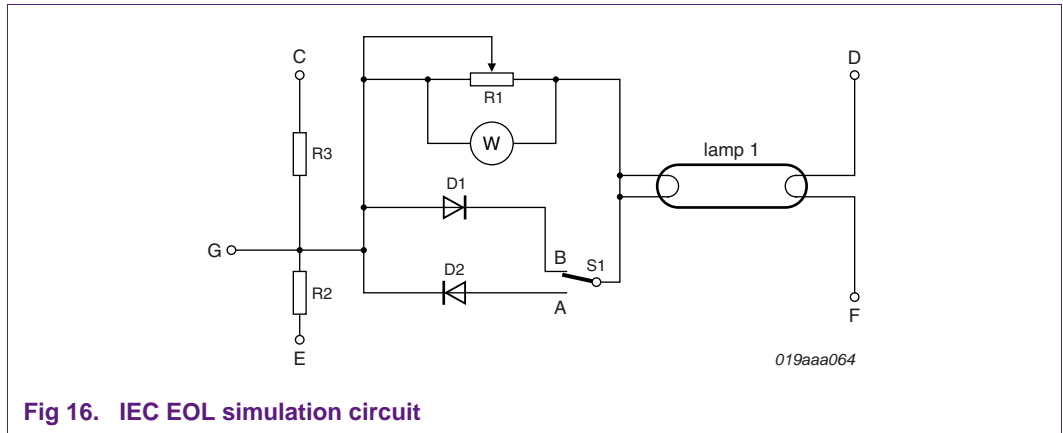 C
D
R1
W
R3
lamp 1
D1
G
B
S1
D2
R2
A
F
E
019aaa064
Fig 16. IEC EOL simulation circuit